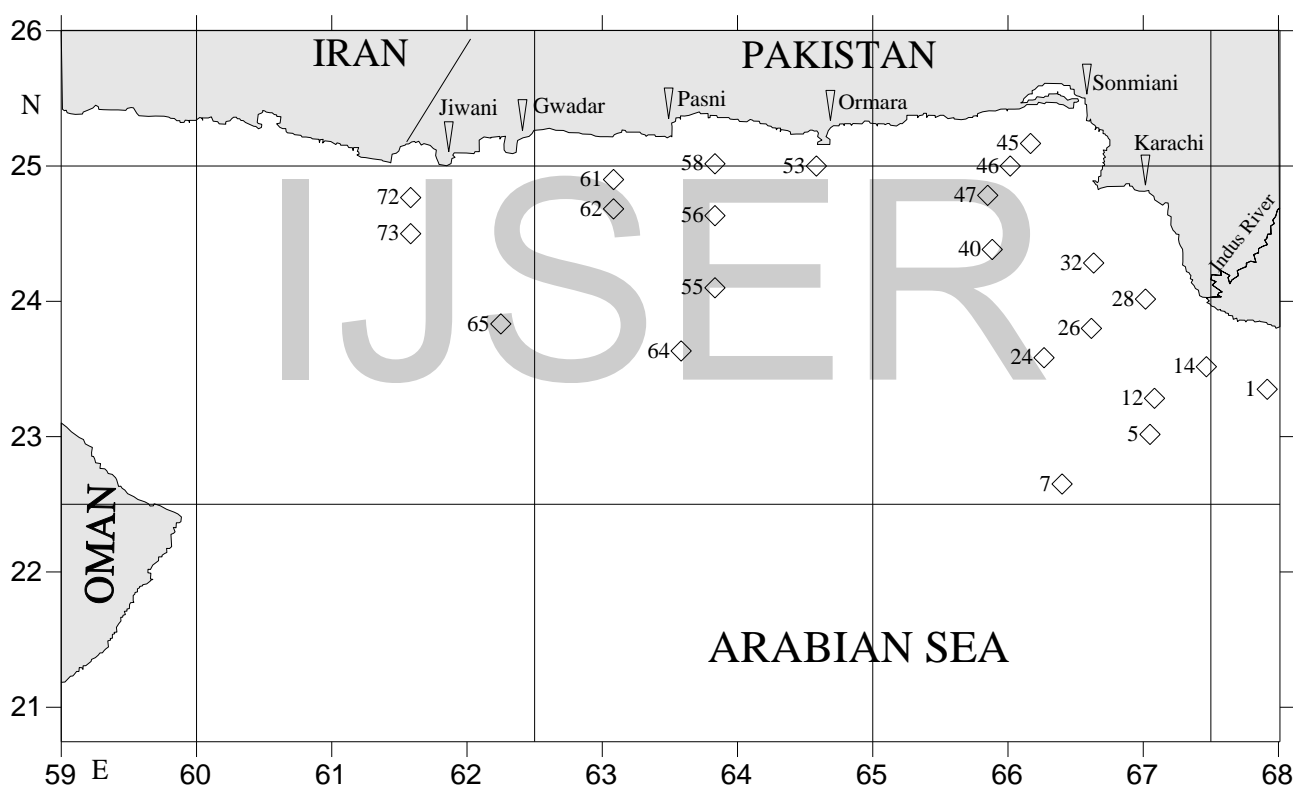 26
IRAN
PAKISTAN
Sonmiani
N
Jiwani
Gwadar
Pasni
Ormara
Karachi
45
25
58
53
46
61
72
47
62
56
73
40
32
Indus River
55
24
28
65
26
64
24
14
1
12
23
5
7
OMAN
22
ARABIAN SEA
21
59
E
60
61
62
63
64
65
66
67
68
IJSER